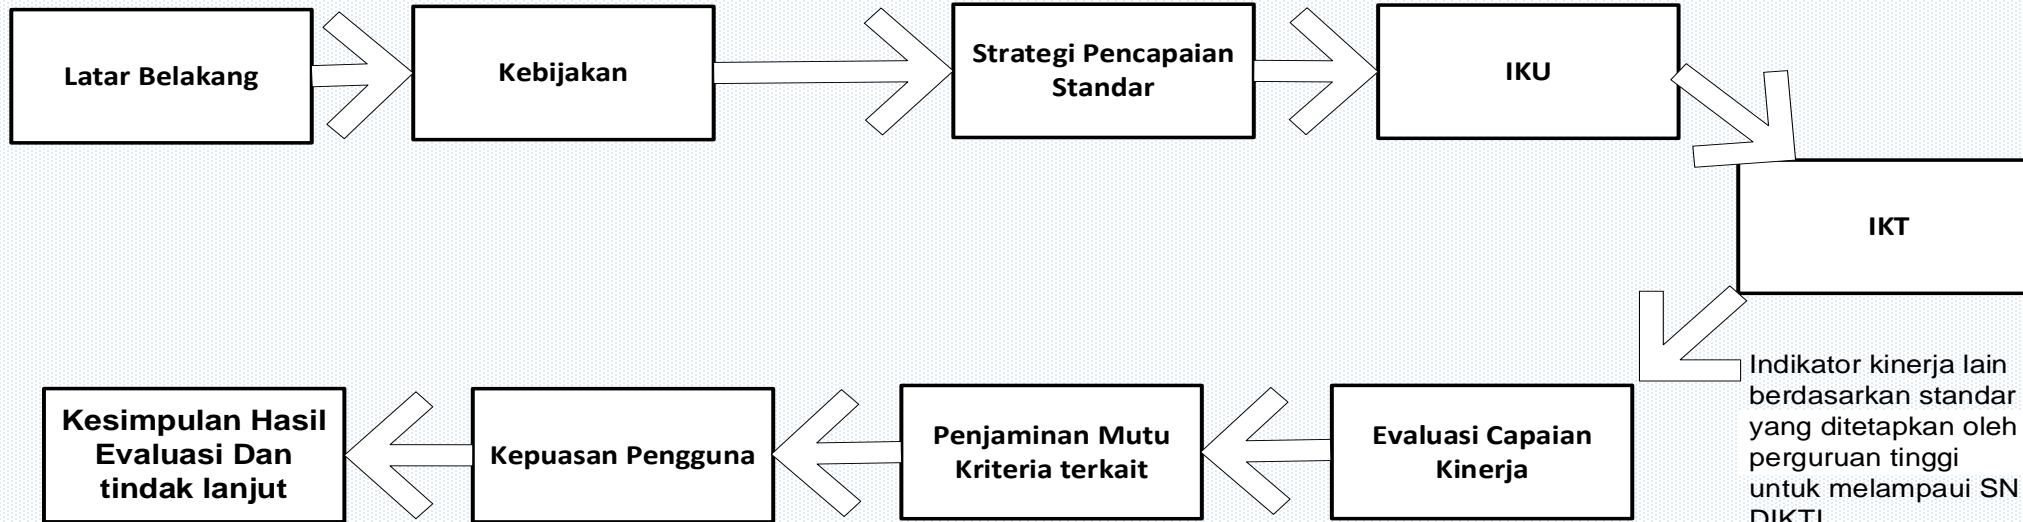 Latar Belakang
Kebijakan
Strategi Pencapaian
Standar
IKU
IKT
Indikator kinerja lain
berdasarkan standar
yang ditetapkan oleh
perguruan tinggi
untuk melampaui SN
DIKTI
Evaluasi Capaian
Kinerja
Penjaminan Mutu
Kriteria terkait
Kepuasan Pengguna
Kesimpulan Hasil
Evaluasi Dan
tindak lanjut